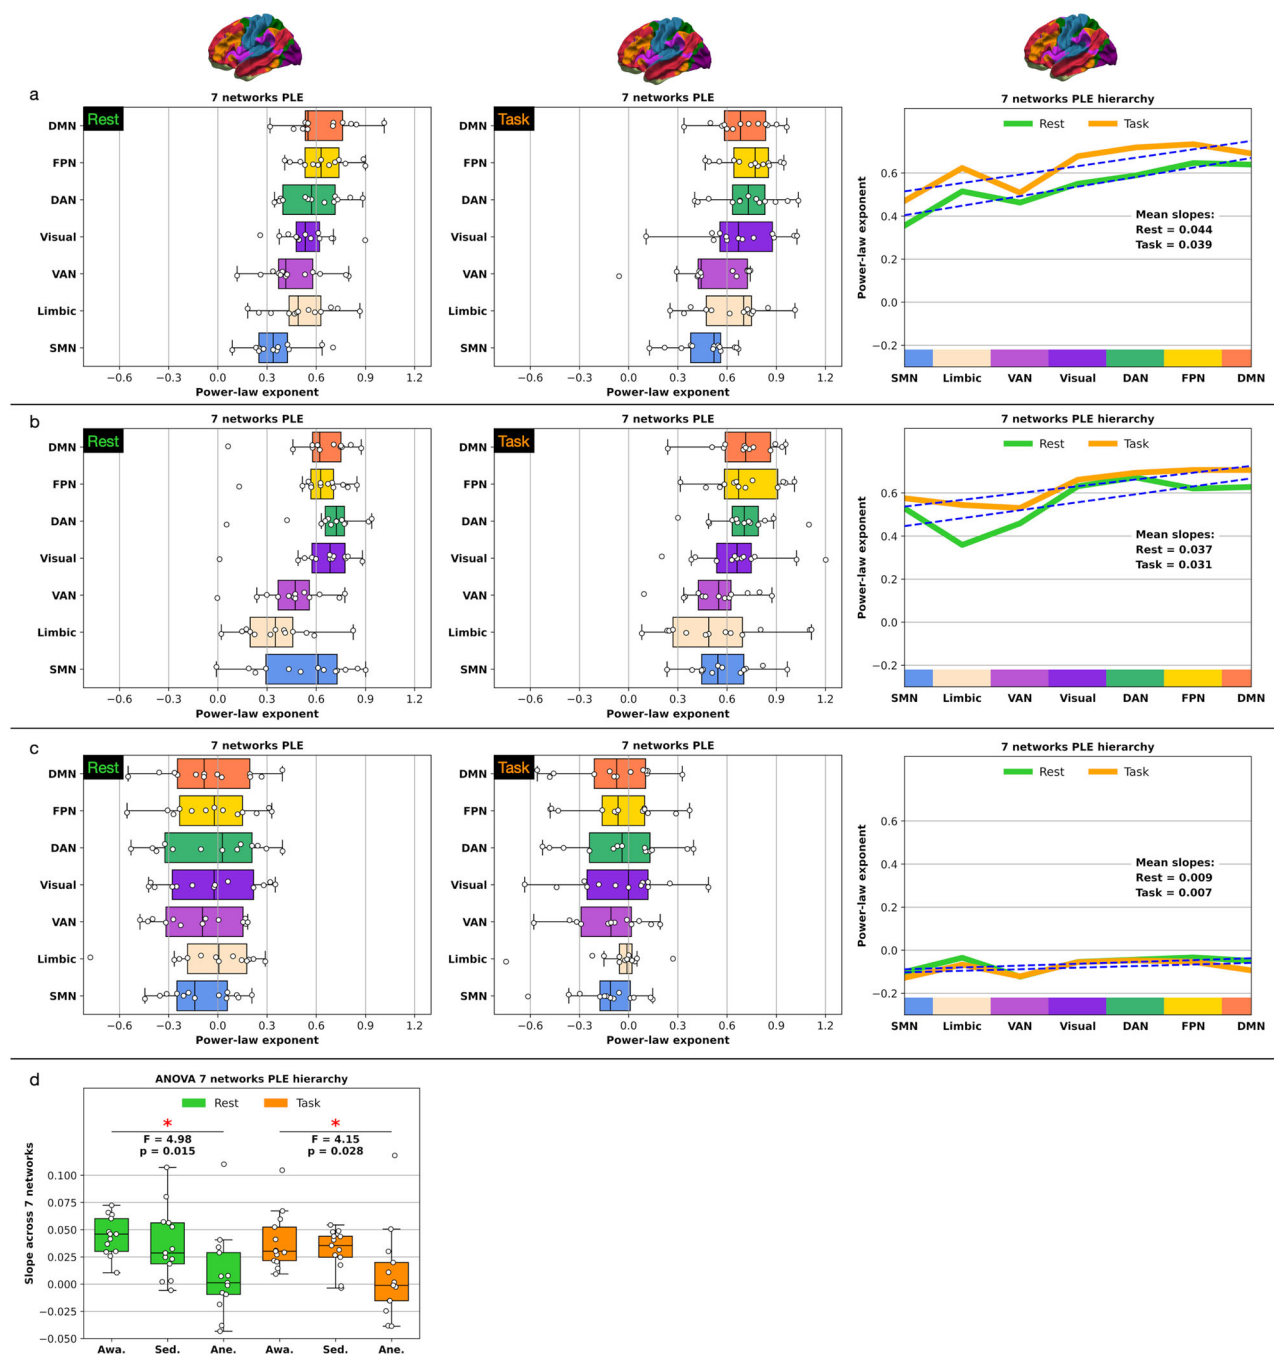 a
7 networks PLE
Rest
DMN
FPN
DAN
Visual
VAN
Limbic
SMN
−0.6 −0.3 0.0 0.3 0.6 0.9 1.2
Power-law exponent
7 networks PLE
Task
DMN
FPN
DAN
Visual
VAN
Limbic
SMN
−0.6 −0.3 0.0 0.3 0.6 0.9 1.2
Power-law exponent
7 networks PLE hierarchy
Rest Task
Power-law exponent
0.6
0.4
0.2
0.0
−0.2
Mean slopes:
Rest = 0.044
Task = 0.039
SMN Limbic VAN Visual DAN FPN DMN
b
7 networks PLE
Rest
DMN
FPN
DAN
Visual
VAN
Limbic
SMN
−0.6 −0.3 0.0 0.3 0.6 0.9 1.2
Power-law exponent
7 networks PLE
Task
DMN
FPN
DAN
Visual
VAN
Limbic
SMN
−0.6 −0.3 0.0 0.3 0.6 0.9 1.2
Power-law exponent
7 networks PLE hierarchy
Rest Task
Power-law exponent
0.6
0.4
0.2
0.0
−0.2
Mean slopes:
Rest = 0.037
Task = 0.031
SMN Limbic VAN Visual DAN FPN DMN
c
7 networks PLE
Rest
DMN
FPN
DAN
Visual
VAN
Limbic
SMN
−0.6 −0.3 0.0 0.3 0.6 0.9 1.2
Power-law exponent
7 networks PLE
Task
DMN
FPN
DAN
Visual
VAN
Limbic
SMN
−0.6 −0.3 0.0 0.3 0.6 0.9 1.2
Power-law exponent
7 networks PLE hierarchy
Rest Task
Power-law exponent
0.6
0.4
0.2
0.0
−0.2
Mean slopes:
Rest = 0.009
Task = 0.007
SMN Limbic VAN Visual DAN FPN DMN
d
ANOVA 7 networks PLE hierarchy
Rest Task
* *
F = 4.98 F = 4.15
p = 0.015 p = 0.028
Slope across 7 networks
0.100
0.075
0.050
0.025
0.000
−0.025
−0.050
Awa. Sed. Ane. Awa. Sed. Ane.